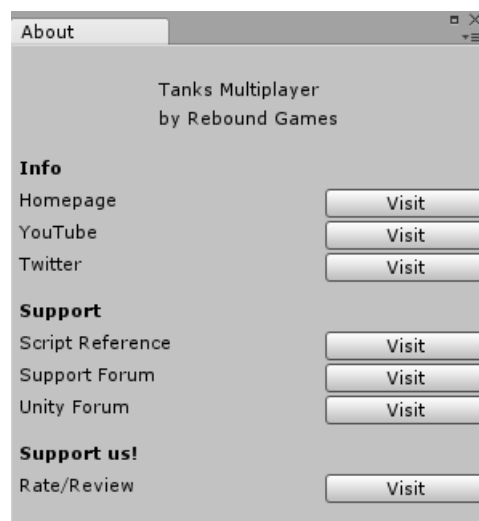 About
Tanks Multiplayer
by Rebound Games
Info
Homepage Visit
YouTube Visit
Twitter Visit
Support
Script Reference Visit
Support Forum Visit
Unity Forum Visit
Support us!
Rate/Review Visit